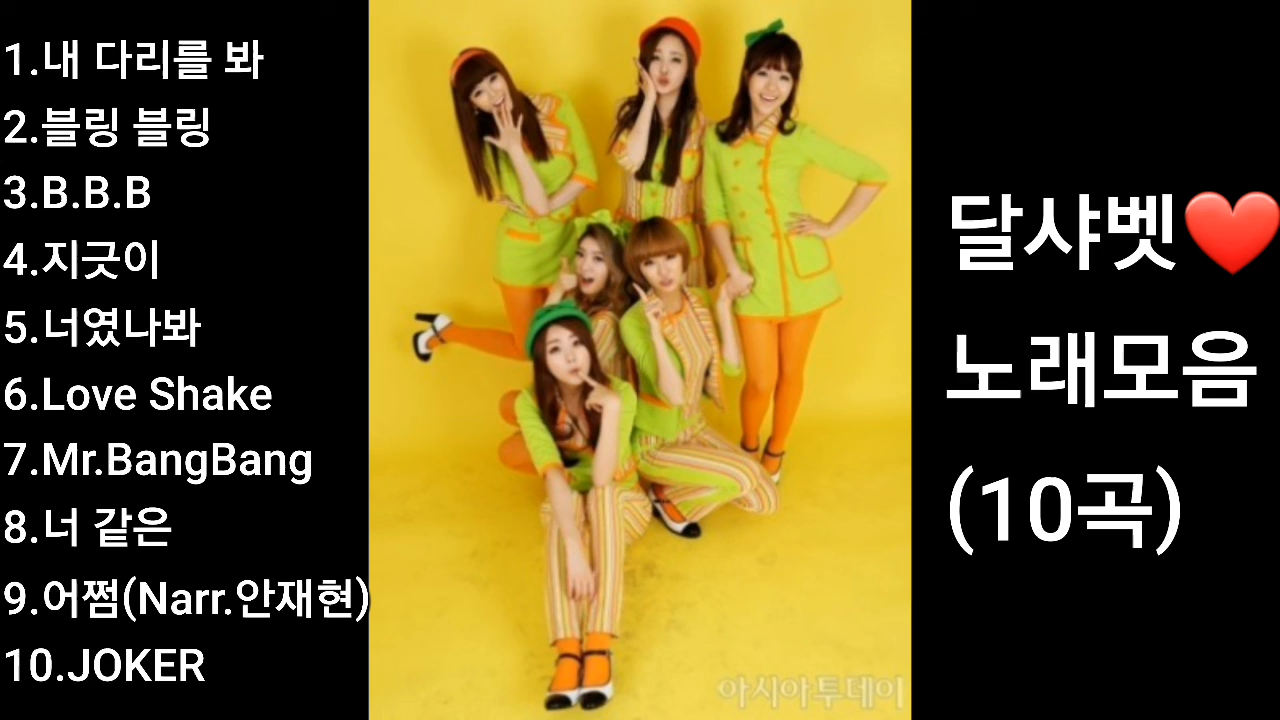 1.내 다리를 봐
2.블링 블링
3.B.B.B
4.지긋이
5.너였나봐
6.Love Shake
7.Mr.BangBang
8.너 같은
9.어쩜(Narr.안재현)
10.JOKER
달샤벳❤️
노래모음
(10곡)
아시아투데이